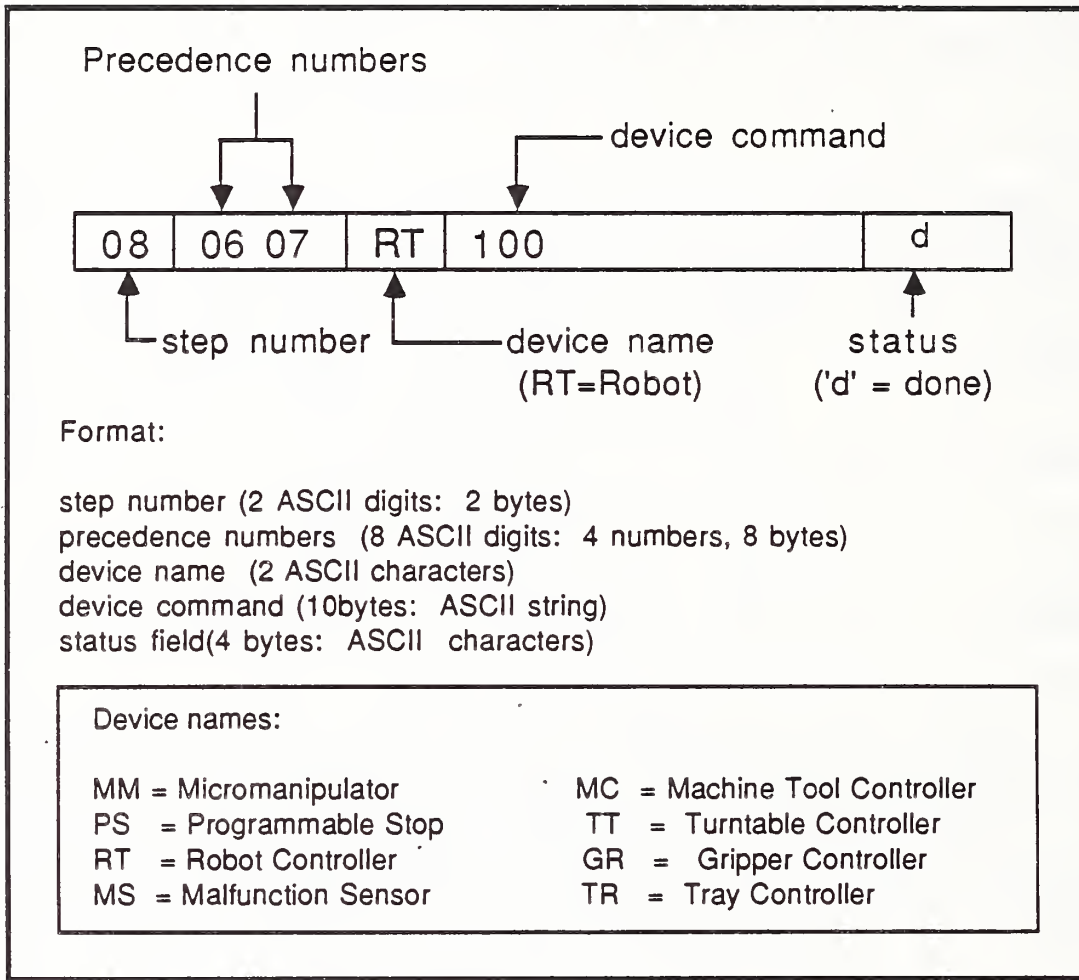 Precedence numbers
device command
08 06 07 RT 100 d
step number device name status
(RT=Robot) ('d' = done)
Format:
step number (2 ASCII digits: 2 bytes)
precedence numbers (8 ASCII digits: 4 numbers, 8 bytes)
device name (2 ASCII characters)
device command (10bytes: ASCII string)
status field(4 bytes: ASCII characters)
Device names:
MM = Micromanipulator MC = Machine Tool Controller
PS = Programmable Stop TT = Turntable Controller
RT = Robot Controller GR = Gripper Controller
MS = Malfunction Sensor TR = Tray Controller